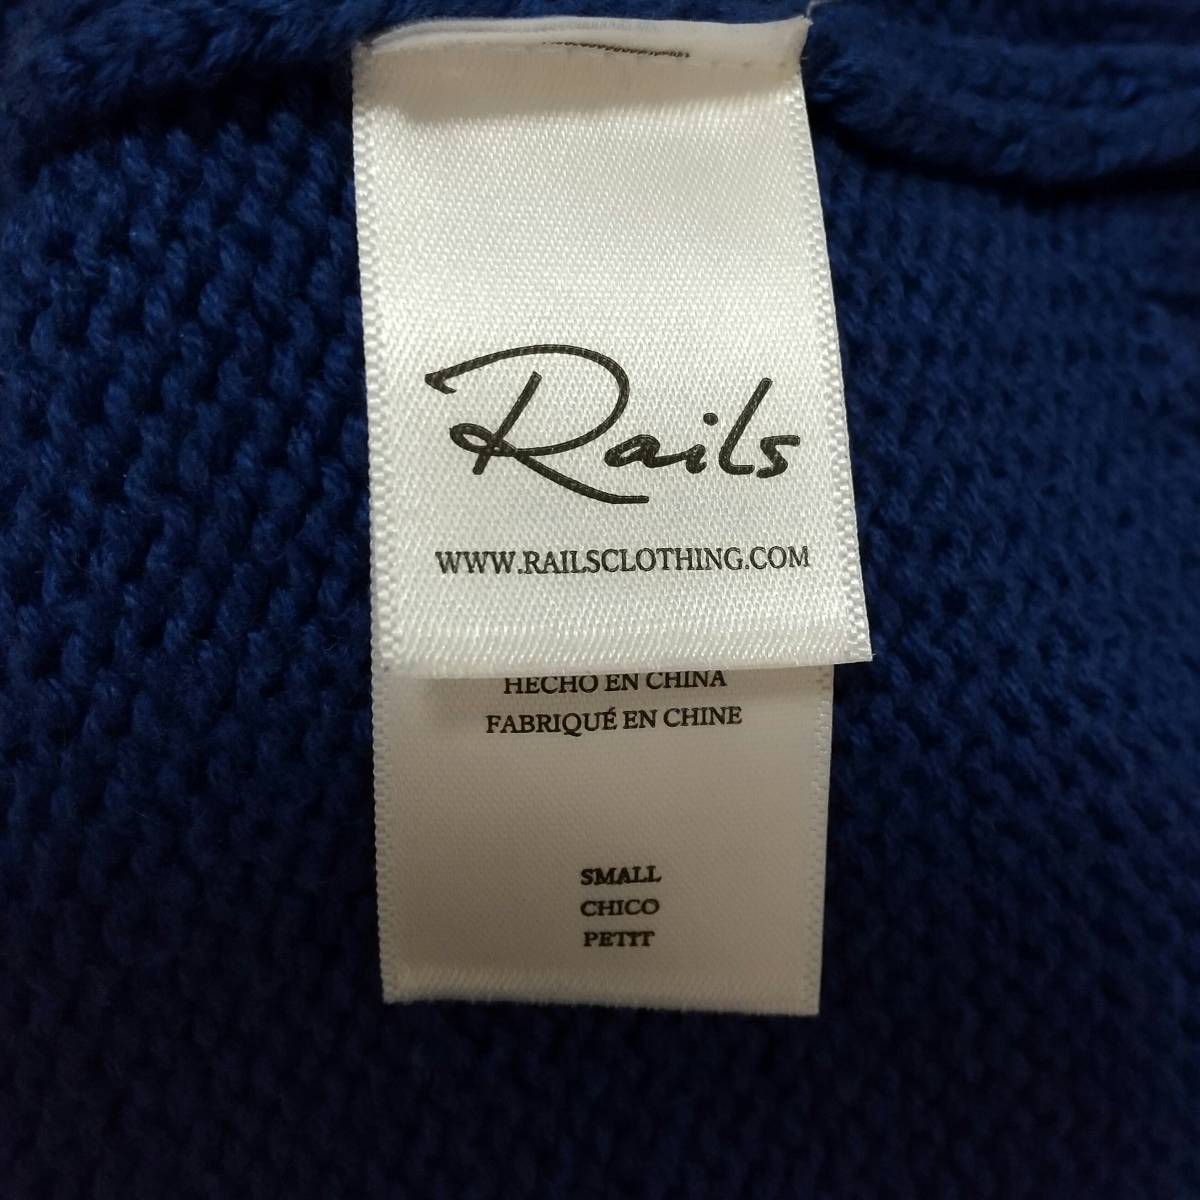 Rails
WWW.RAILSCLOTHING.COM
HECHO EN CHINA
FABRIQUÉ EN CHINE
SMALL
CHICO
PETIT